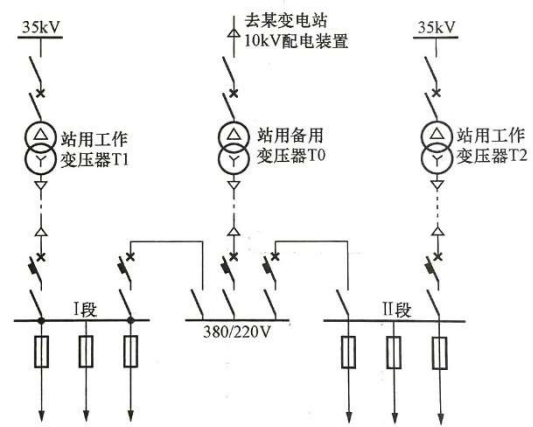 35kV
去某变电站
10kV配电装置
35kV
站用工作
变压器T1
站用备用
变压器T0
站用工作
变压器T2
I段
380/220V
II段